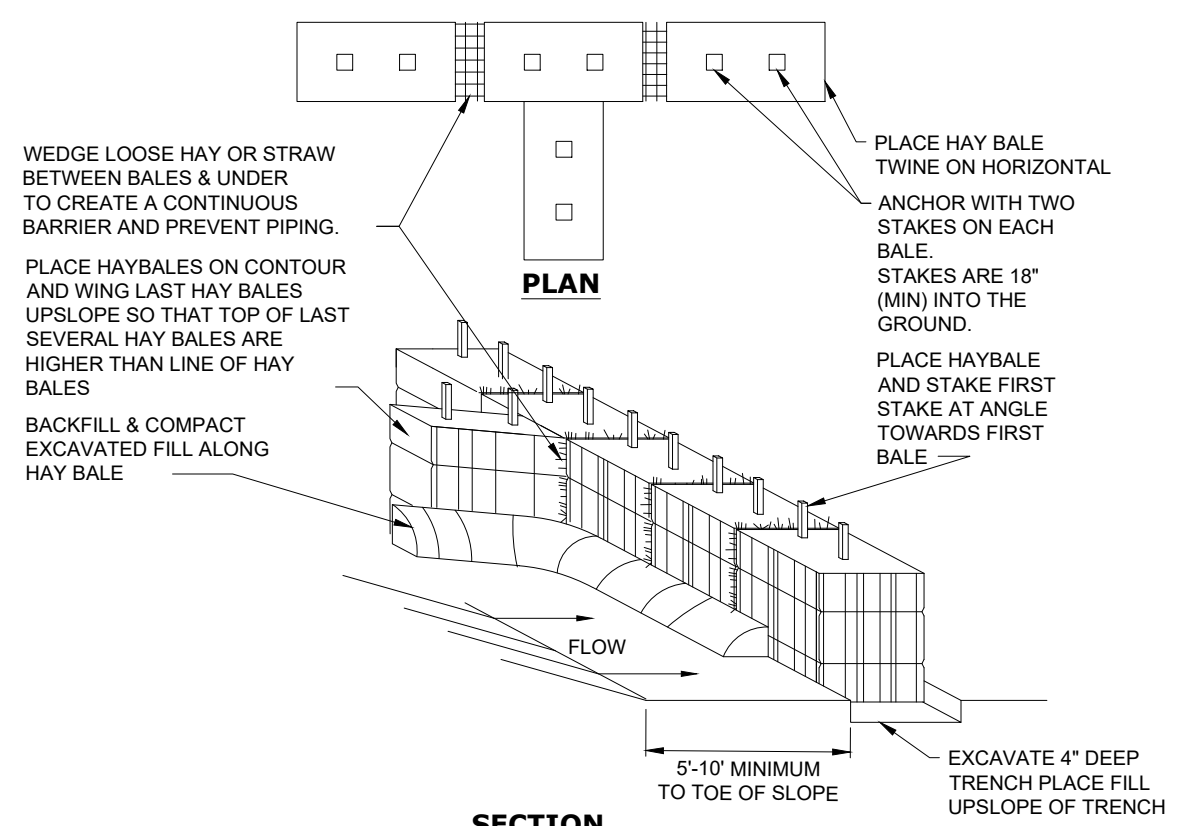 WEDGE LOOSE HAY OR STRAW
BETWEEN BALES & UNDER
TO CREATE A CONTINUOUS
BARRIER AND PREVENT PIPING.
PLACE HAYBALES ON CONTOUR
AND WING LAST HAY BALES
UPSLOPE SO THAT TOP OF LAST
SEVERAL HAY BALES ARE
HIGHER THAN LINE OF HAY
BALES
BACKFILL & COMPACT
EXCAVATED FILL ALONG
HAY BALE
PLAN
PLACE HAY BALE
TWINE ON HORIZONTAL
ANCHOR WITH TWO
STAKES ON EACH
BALE.
STAKES ARE 18"
(MIN) INTO THE
GROUND.
PLACE HAYBALE
AND STAKE FIRST
STAKE AT ANGLE
TOWARDS FIRST
BALE
FLOW
5'-10' MINIMUM
TO TOE OF SLOPE
EXCAVATE 4" DEEP
TRENCH PLACE FILL
UPSLOPE OF TRENCH
SECTION